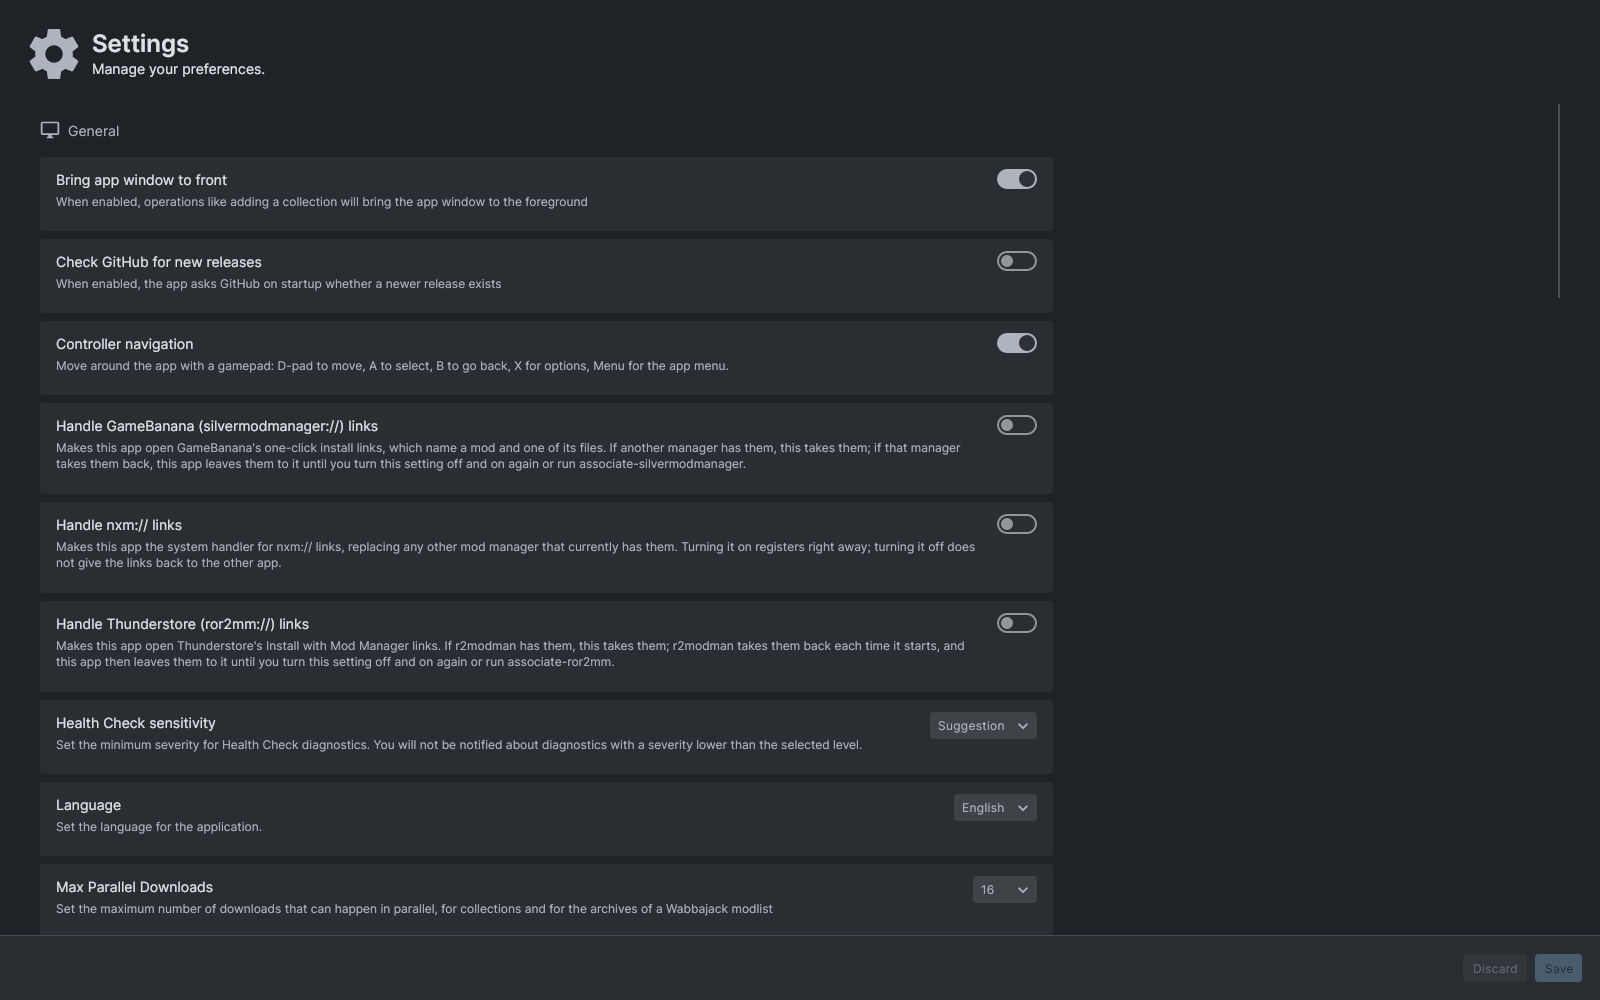 Settings
Manage your preferences.
General
Bring app window to front
When enabled, operations like adding a collection will bring the app window to the foreground
Check GitHub for new releases
When enabled, the app asks GitHub on startup whether a newer release exists
Controller navigation
Move around the app with a gamepad: D-pad to move, A to select, B to go back, X for options, Menu for the app menu.
Handle GameBanana (silvermodmanager://) links
Makes this app open GameBanana's one-click install links, which name a mod and one of its files. If another manager has them, this takes them; if that manager
takes them back, this app leaves them to it until you turn this setting off and on again or run associate-silvermodmanager.
Handle nxm:// links
Makes this app the system handler for nxm:// links, replacing any other mod manager that currently has them. Turning it on registers right away; turning it off does
not give the links back to the other app.
Handle Thunderstore (ror2mm://) links
Makes this app open Thunderstore's Install with Mod Manager links. If r2modman has them, this takes them; r2modman takes them back each time it starts, and
this app then leaves them to it until you turn this setting off and on again or run associate-ror2mm.
Health Check sensitivity
Suggestion
Set the minimum severity for Health Check diagnostics. You will not be notified about diagnostics with a severity lower than the selected level.
Language
English
Set the language for the application.
Max Parallel Downloads
16
Set the maximum number of downloads that can happen in parallel, for collections and for the archives of a Wabbajack modlist
Discard
Save